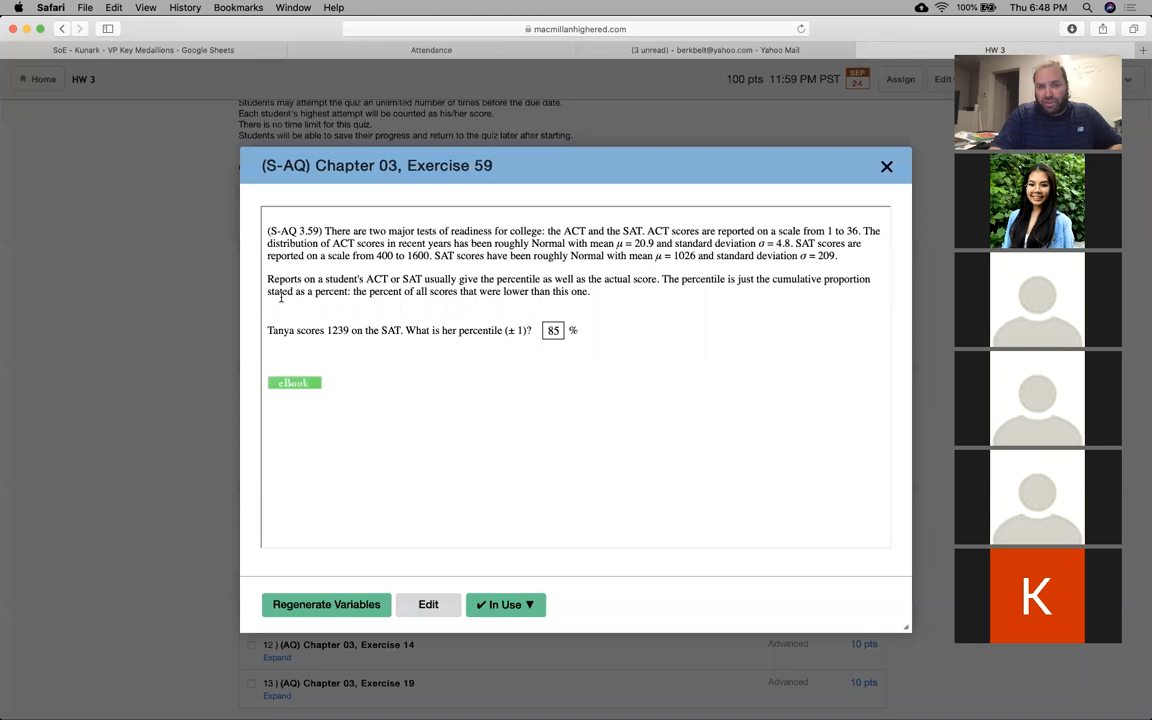 Safari File Edit View History Bookmarks Window Help 100% Thu 6:48 PM
macmillanhighered.com
SoE - Kunark - VP Key Medallions - Google Sheets Attendance (3 unread) - berkbelt@yahoo.com - Yahoo Mail HW 3
Home HW 3 100 pts 11:59 PM PST SEP 24 Assign Edit
Students may attempt the quiz an unlimited number of times before the due date.
Each student's highest attempt will be counted as his/her score.
There is no time limit for this quiz.
Students will be able to save their progress and return to the quiz later after starting.
(S-AQ) Chapter 03, Exercise 59
(S-AQ 3.59) There are two major tests of readiness for college: the ACT and the SAT. ACT scores are reported on a scale from 1 to 36. The
distribution of ACT scores in recent years has been roughly Normal with mean μ = 20.9 and standard deviation σ = 4.8. SAT scores are
reported on a scale from 400 to 1600. SAT scores have been roughly Normal with mean μ = 1026 and standard deviation σ = 209.
Reports on a student's ACT or SAT usually give the percentile as well as the actual score. The percentile is just the cumulative proportion
stated as a percent: the percent of all scores that were lower than this one.
Tanya scores 1239 on the SAT. What is her percentile (± 1)? 85 %
eBook
Regenerate Variables Edit ✔ In Use ▼
12 ) (AQ) Chapter 03, Exercise 14 Advanced 10 pts
Expand
13 ) (AQ) Chapter 03, Exercise 19 Advanced 10 pts
Expand
K